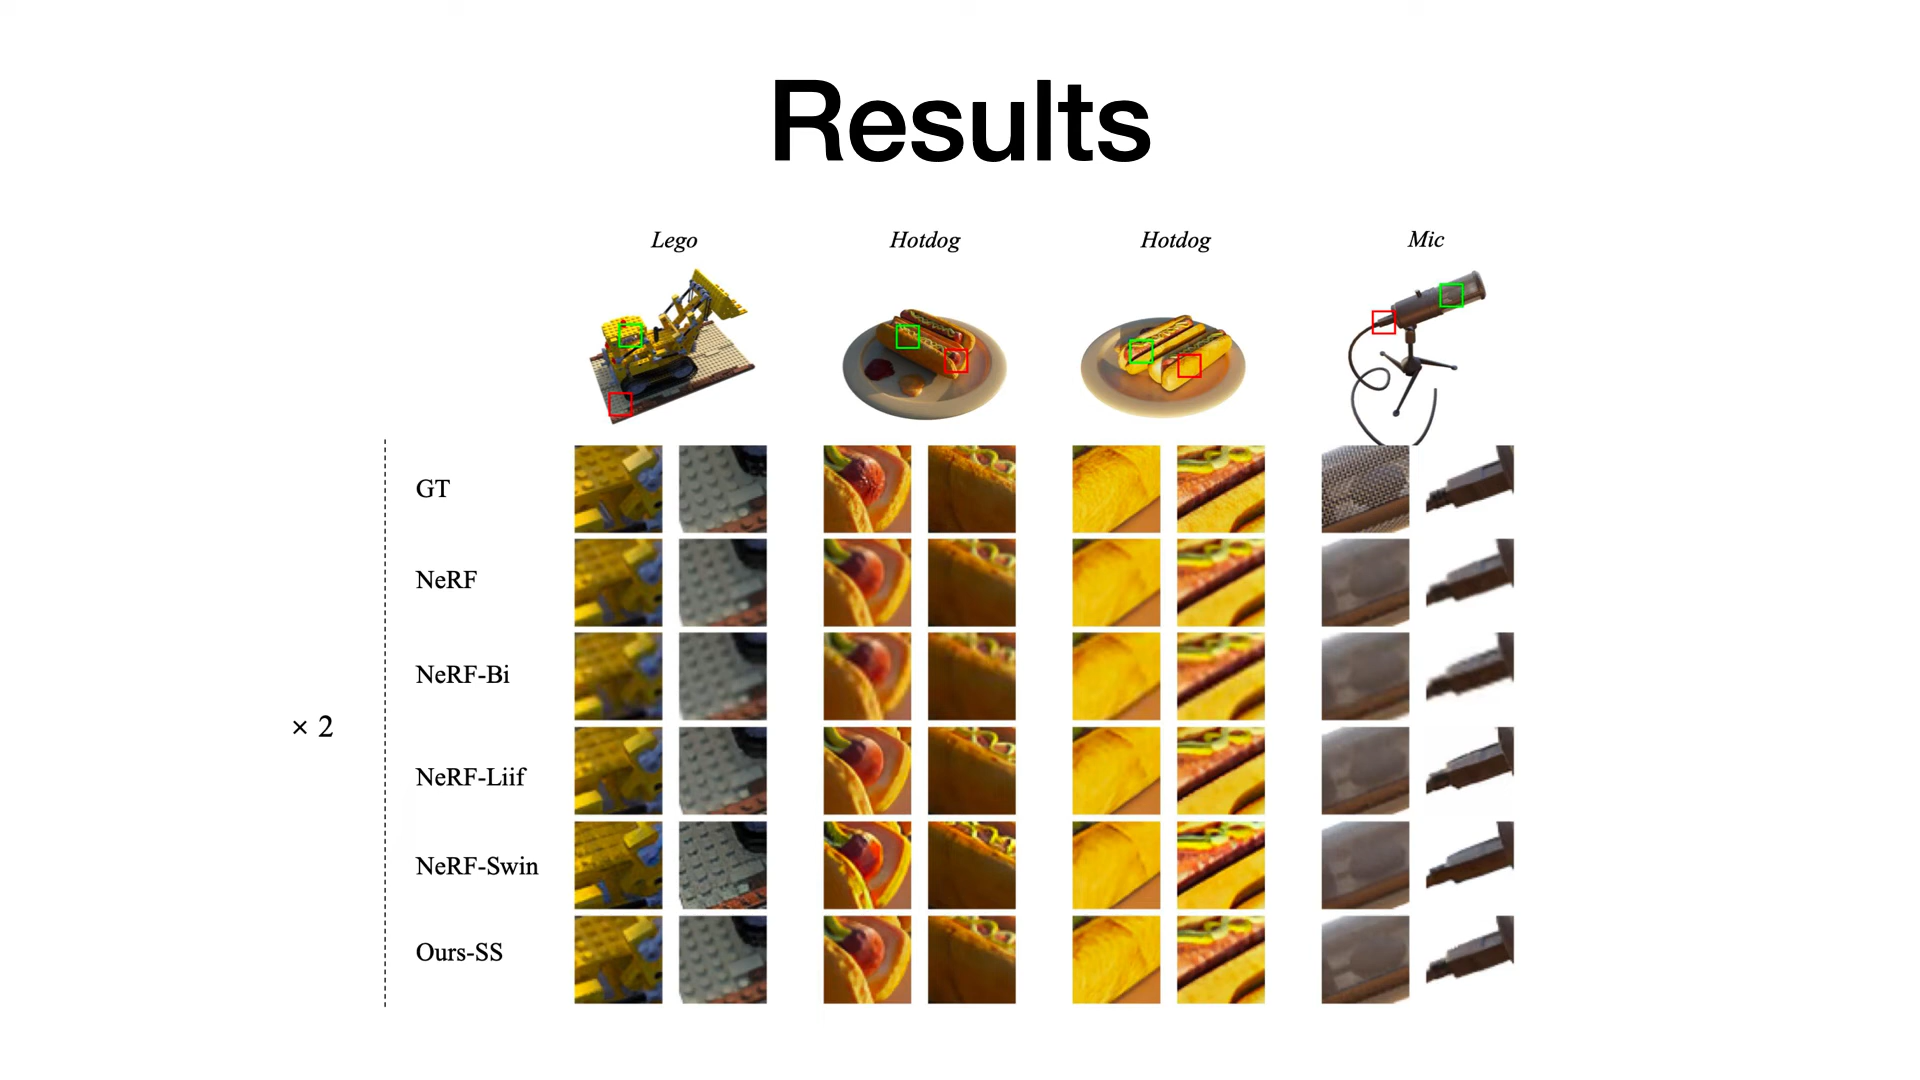 Results
Lego
Hotdog
Hotdog
Mic
GT
NeRF
NeRF-Bi
× 2
NeRF-Liif
NeRF-Swin
Ours-SS